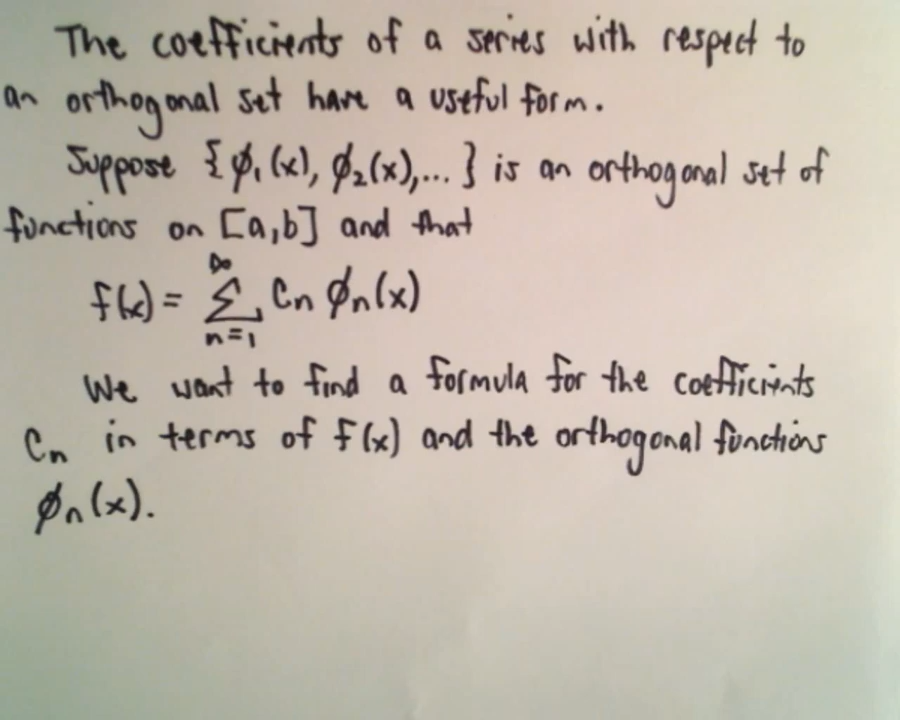 The coefficients of a series with respect to
an orthogonal set have a useful form.
Suppose {ϕ₁(x), ϕ₂(x),...} is an orthogonal set of
functions on [a,b] and that
f(x) = ∞ Σ n=1 Cn ϕn(x)
We want to find a formula for the coefficients
Cn in terms of f(x) and the orthogonal functions
ϕn(x).